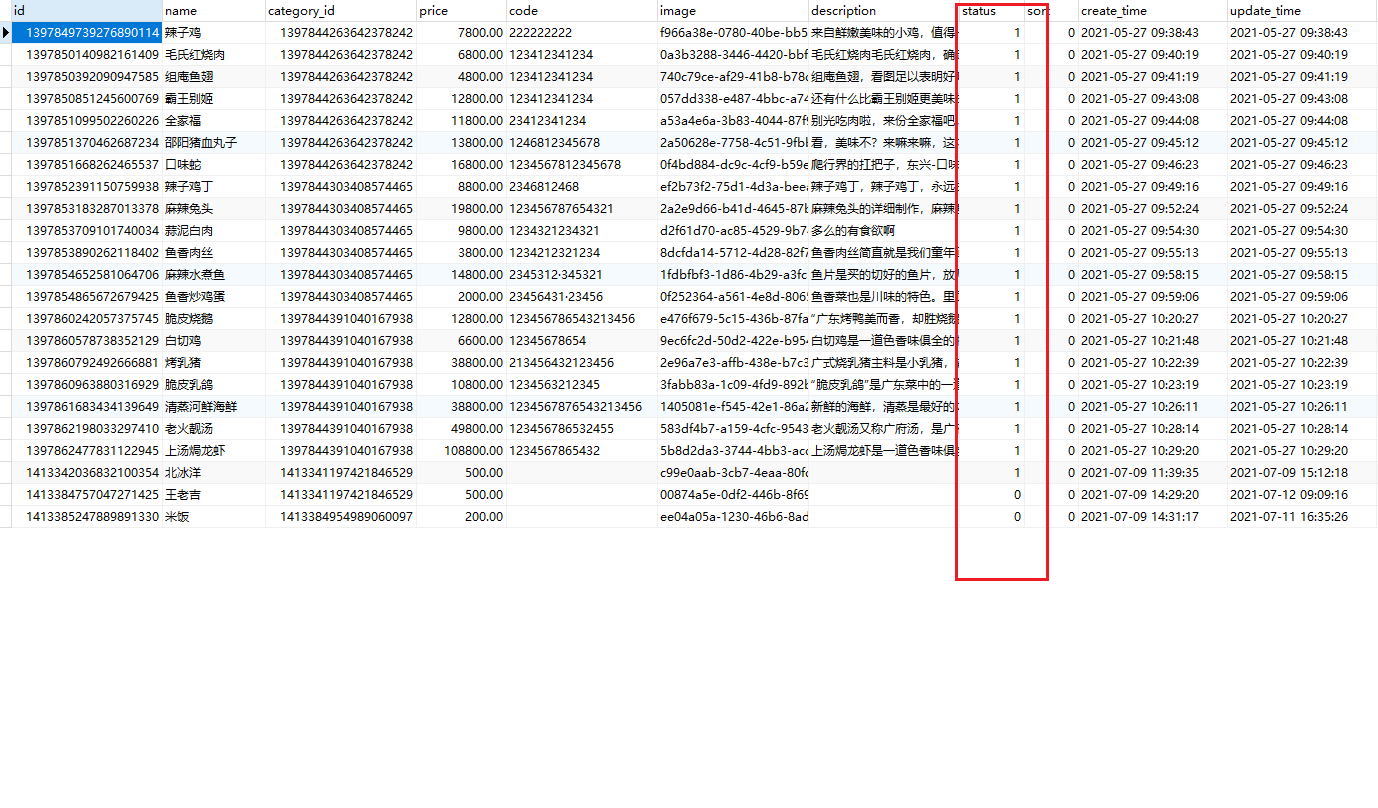 id name category_id price code image description status sort create_time update_time
1397849739276890114 辣子鸡 1397844263642378242 7800.00 222222222 f966a38e-0780-40be-bb5 来自鲜嫩美味的小鸡，值得 1 0 2021-05-27 09:38:43 2021-05-27 09:38:43
1397850140982161409 毛氏红烧肉 1397844263642378242 6800.00 123412341234 0a3b3288-3446-4420-bbf 毛氏红烧肉毛氏红烧肉，确 1 0 2021-05-27 09:40:19 2021-05-27 09:40:19
1397850392090947585 组庵鱼翅 1397844263642378242 4800.00 123412341234 740c79ce-af29-41b8-b78 组庵鱼翅，看图足以表明好 1 0 2021-05-27 09:41:19 2021-05-27 09:41:19
1397850851245600769 霸王别姬 1397844263642378242 12800.00 123412341234 057dd338-e487-4bbc-a74 还有什么比霸王别姬更美味 1 0 2021-05-27 09:43:08 2021-05-27 09:43:08
1397851099502260226 全家福 1397844263642378242 11800.00 23412341234 a53a4e6a-3b83-4044-87f 别光吃肉啦，来份全家福吧 1 0 2021-05-27 09:44:08 2021-05-27 09:44:08
1397851370462687234 邵阳猪血丸子 1397844263642378242 13800.00 1246812345678 2a50628e-7758-4c51-9fb 看，美味不？来嘛来嘛，这 1 0 2021-05-27 09:45:12 2021-05-27 09:45:12
1397851668262465537 口味蛇 1397844263642378242 16800.00 1234567812345678 0f4bd884-dc9c-4cf9-b59e 爬行界的扛把子，东兴-口味 1 0 2021-05-27 09:46:23 2021-05-27 09:46:23
1397852391150759938 辣子鸡丁 1397844303408574465 8800.00 2346812468 ef2b73f2-75d1-4d3a-bee 辣子鸡丁，辣子鸡丁，永远 1 0 2021-05-27 09:49:16 2021-05-27 09:49:16
1397853183287013378 麻辣兔头 1397844303408574465 19800.00 123456787654321 2a2e9d66-b41d-4645-87 麻辣兔头的详细制作，麻辣 1 0 2021-05-27 09:52:24 2021-05-27 09:52:24
1397853709101740034 蒜泥白肉 1397844303408574465 9800.00 1234321234321 d2f61d70-ac85-4529-9b7 多么的有食欲啊 1 0 2021-05-27 09:54:30 2021-05-27 09:54:30
1397853890262118402 鱼香肉丝 1397844303408574465 3800.00 1234212321234 8dcfda14-5712-4d28-82f 鱼香肉丝简直就是我们童年 1 0 2021-05-27 09:55:13 2021-05-27 09:55:13
1397854652581064706 麻辣水煮鱼 1397844303408574465 14800.00 2345312·345321 1fdbfbf3-1d86-4b29-a3fc 鱼片是买的切好的鱼片，放 1 0 2021-05-27 09:58:15 2021-05-27 09:58:15
1397854865672679425 鱼香炒鸡蛋 1397844303408574465 2000.00 23456431·23456 0f252364-a561-4e8d-806 鱼香菜也是川味的特色。里 1 0 2021-05-27 09:59:06 2021-05-27 09:59:06
1397860242057375745 脆皮烧鹅 1397844391040167938 12800.00 123456786543213456 e476f679-5c15-436b-87fa “广东烤鸭美而香，却胜烧鹅 1 0 2021-05-27 10:20:27 2021-05-27 10:20:27
1397860578738352129 白切鸡 1397844391040167938 6600.00 12345678654 9ec6fc2d-50d2-422e-b954 白切鸡是一道色香味俱全的 1 0 2021-05-27 10:21:48 2021-05-27 10:21:48
1397860792492666881 烤乳猪 1397844391040167938 38800.00 213456432123456 2e96a7e3-affb-438e-b7c3 广式烧乳猪主料是小乳猪， 1 0 2021-05-27 10:22:39 2021-05-27 10:22:39
1397860963880316929 脆皮乳鸽 1397844391040167938 10800.00 1234563212345 3fabb83a-1c09-4fd9-892 “脆皮乳鸽”是广东菜中的一 1 0 2021-05-27 10:23:19 2021-05-27 10:23:19
1397861683434139649 清蒸河鲜海鲜 1397844391040167938 38800.00 1234567876543213456 1405081e-f545-42e1-86a 新鲜的海鲜，清蒸是最好的 1 0 2021-05-27 10:26:11 2021-05-27 10:26:11
1397862198033297410 老火靓汤 1397844391040167938 49800.00 123456786532455 583df4b7-a159-4cfc-9543 老火靓汤又称广府汤，是广 1 0 2021-05-27 10:28:14 2021-05-27 10:28:14
1397862477831122945 上汤焗龙虾 1397844391040167938 108800.00 1234567865432 5b8d2da3-3744-4bb3-acc 上汤焗龙虾是一道色香味俱 1 0 2021-05-27 10:29:20 2021-05-27 10:29:20
1413342036832100354 北冰洋 1413341197421846529 500.00 c99e0aab-3cb7-4eaa-80f 1 0 2021-07-09 11:39:35 2021-07-09 15:12:18
1413384757047271425 王老吉 1413341197421846529 500.00 00874a5e-0df2-446b-8f69 0 0 2021-07-09 14:29:20 2021-07-12 09:09:16
1413385247889891330 米饭 1413384954989060097 200.00 ee04a05a-1230-46b6-8ad 0 0 2021-07-09 14:31:17 2021-07-11 16:35:26